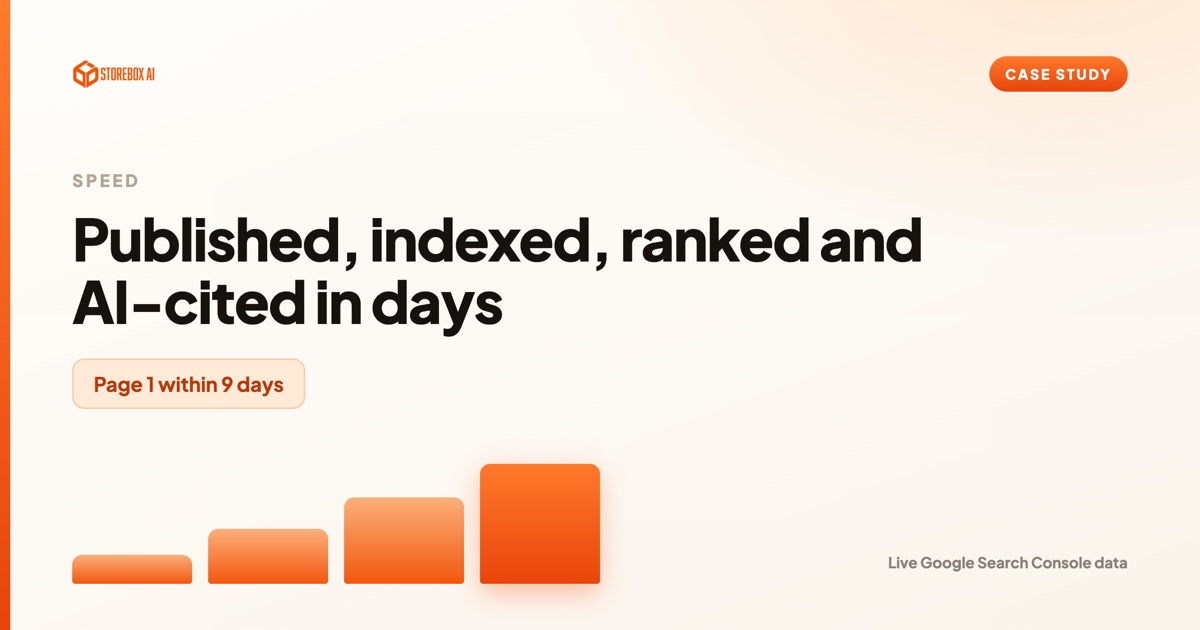 STOREBOX AI
CASE STUDY
SPEED
Published, indexed, ranked and
AI–cited in days
Page 1 within 9 days
Live Google Search Console data